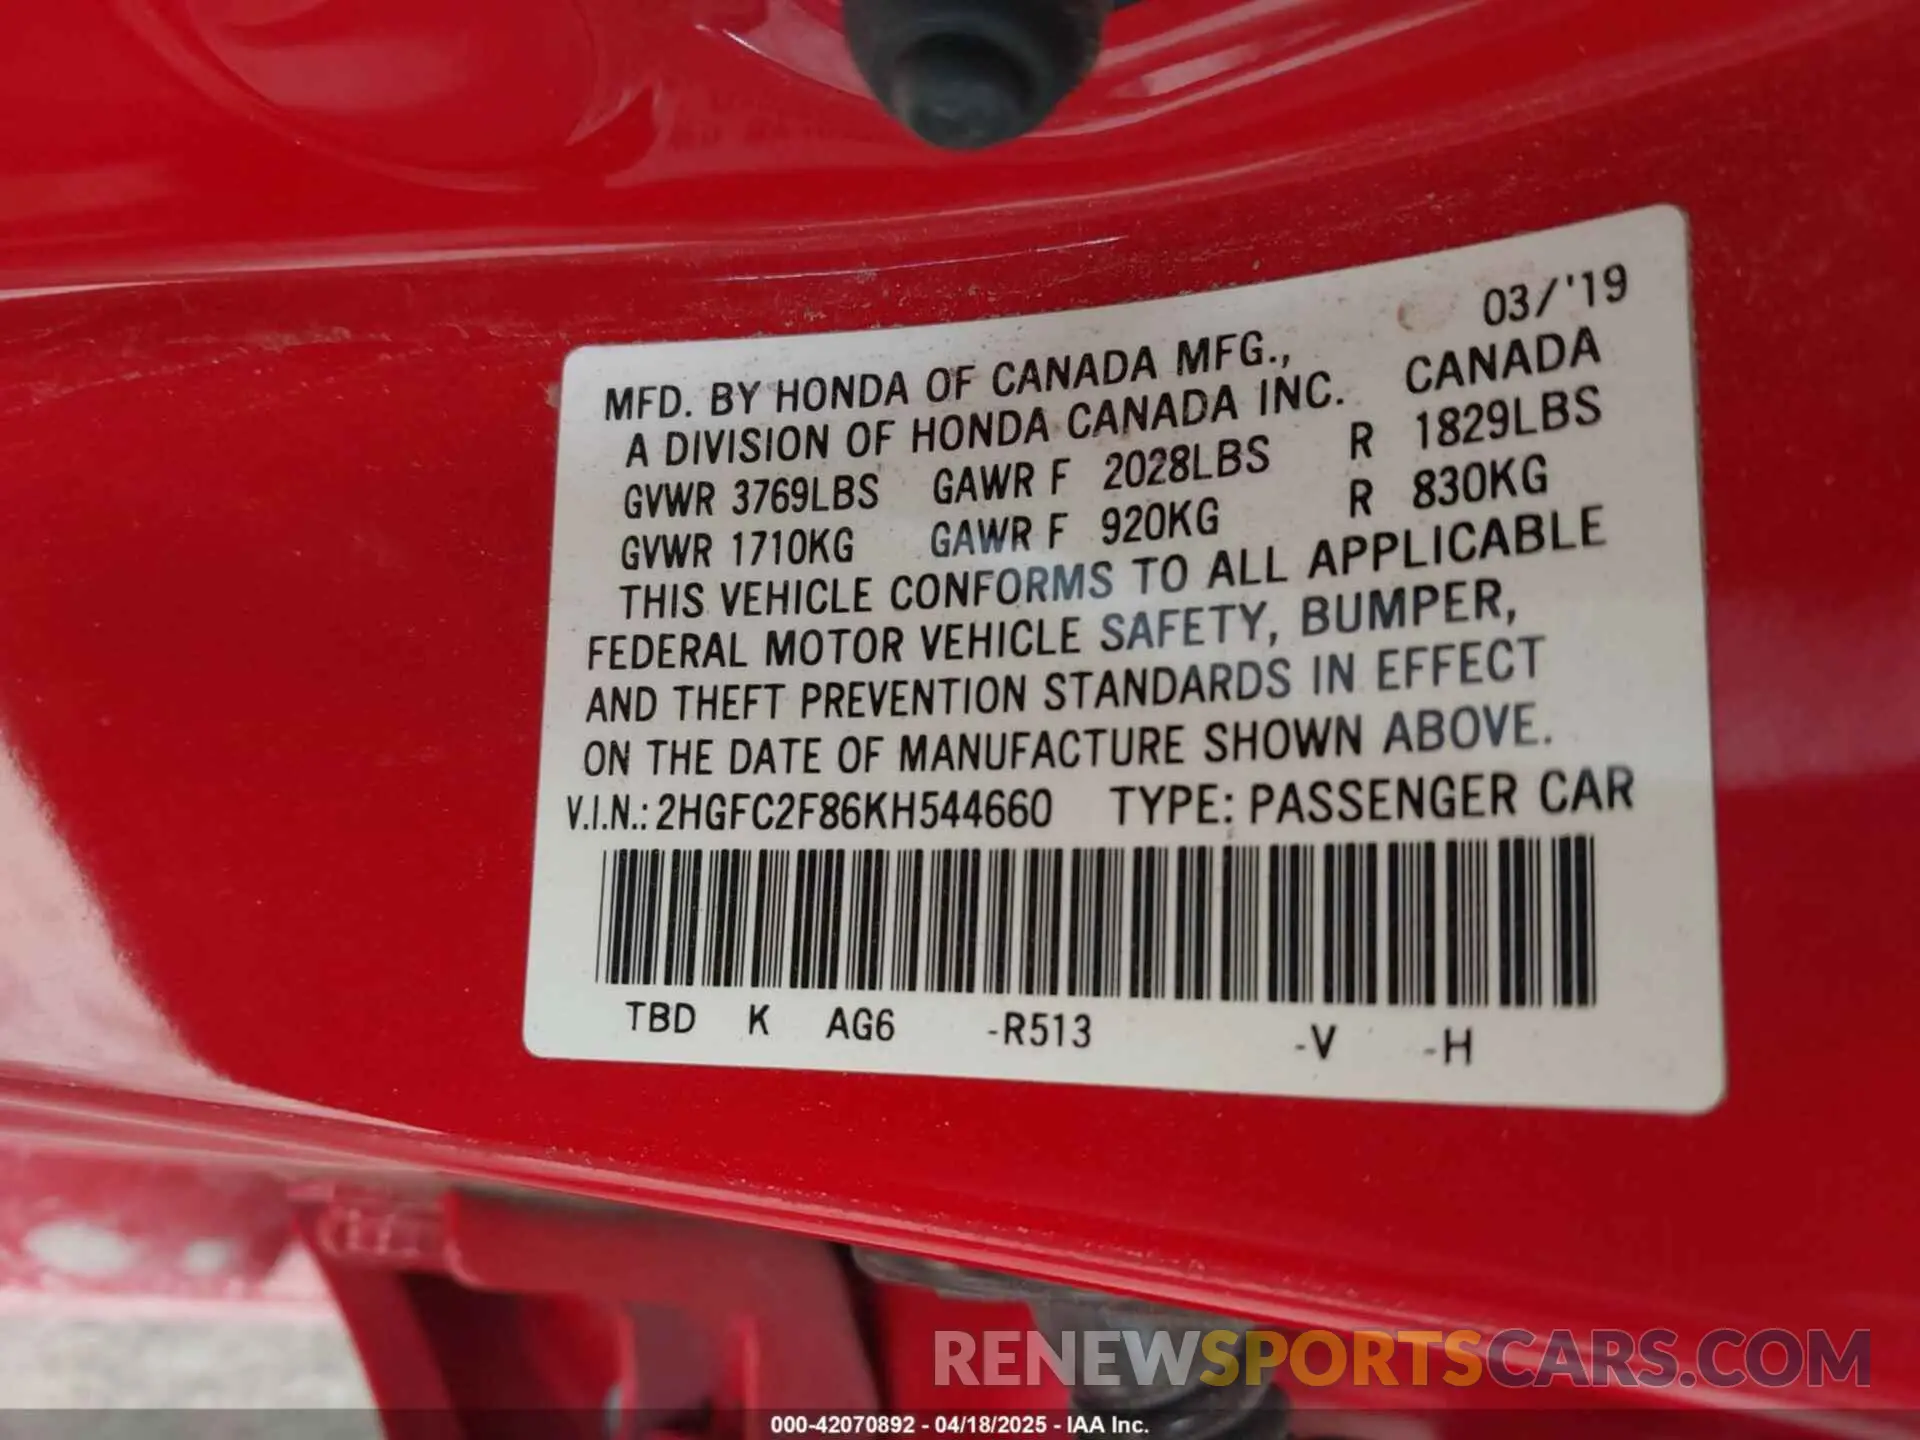 03/'19
MFD. BY HONDA OF CANADA MFG.,
A DIVISION OF HONDA CANADA INC. CANADA
GVWR 3769LBS GAWR F 2028LBS R 1829LBS
GVWR 1710KG GAWR F 920KG R 830KG
THIS VEHICLE CONFORMS TO ALL APPLICABLE
FEDERAL MOTOR VEHICLE SAFETY, BUMPER,
AND THEFT PREVENTION STANDARDS IN EFFECT
ON THE DATE OF MANUFACTURE SHOWN ABOVE.
V.I.N.: 2HGFC2F86KH544660 TYPE: PASSENGER CAR
TBD K AG6 -R513 -V -H
RENEWSPORTSCARS.COM
000-42070892 - 04/18/2025 - IAA Inc.